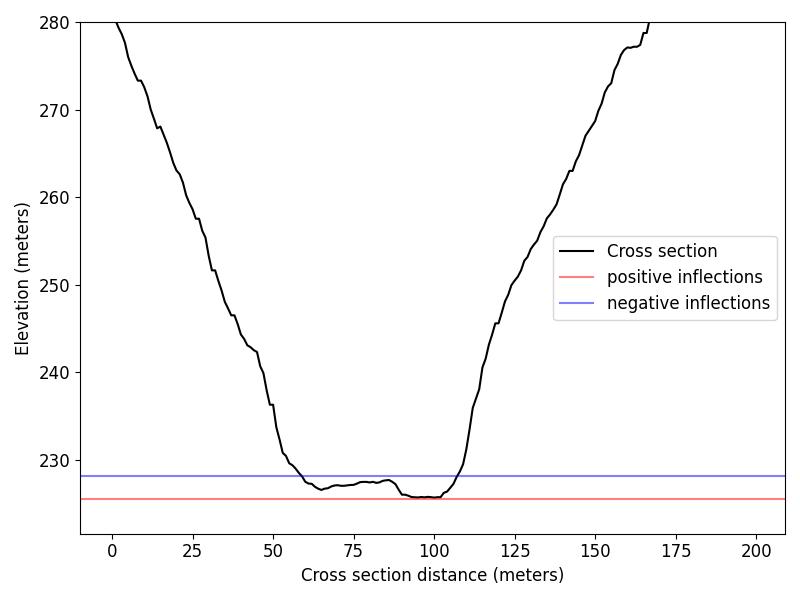 280
270
260
250
240
230
Elevation (meters)
Cross section
positive inflections
negative inflections
0 25 50 75 100 125 150 175 200
Cross section distance (meters)